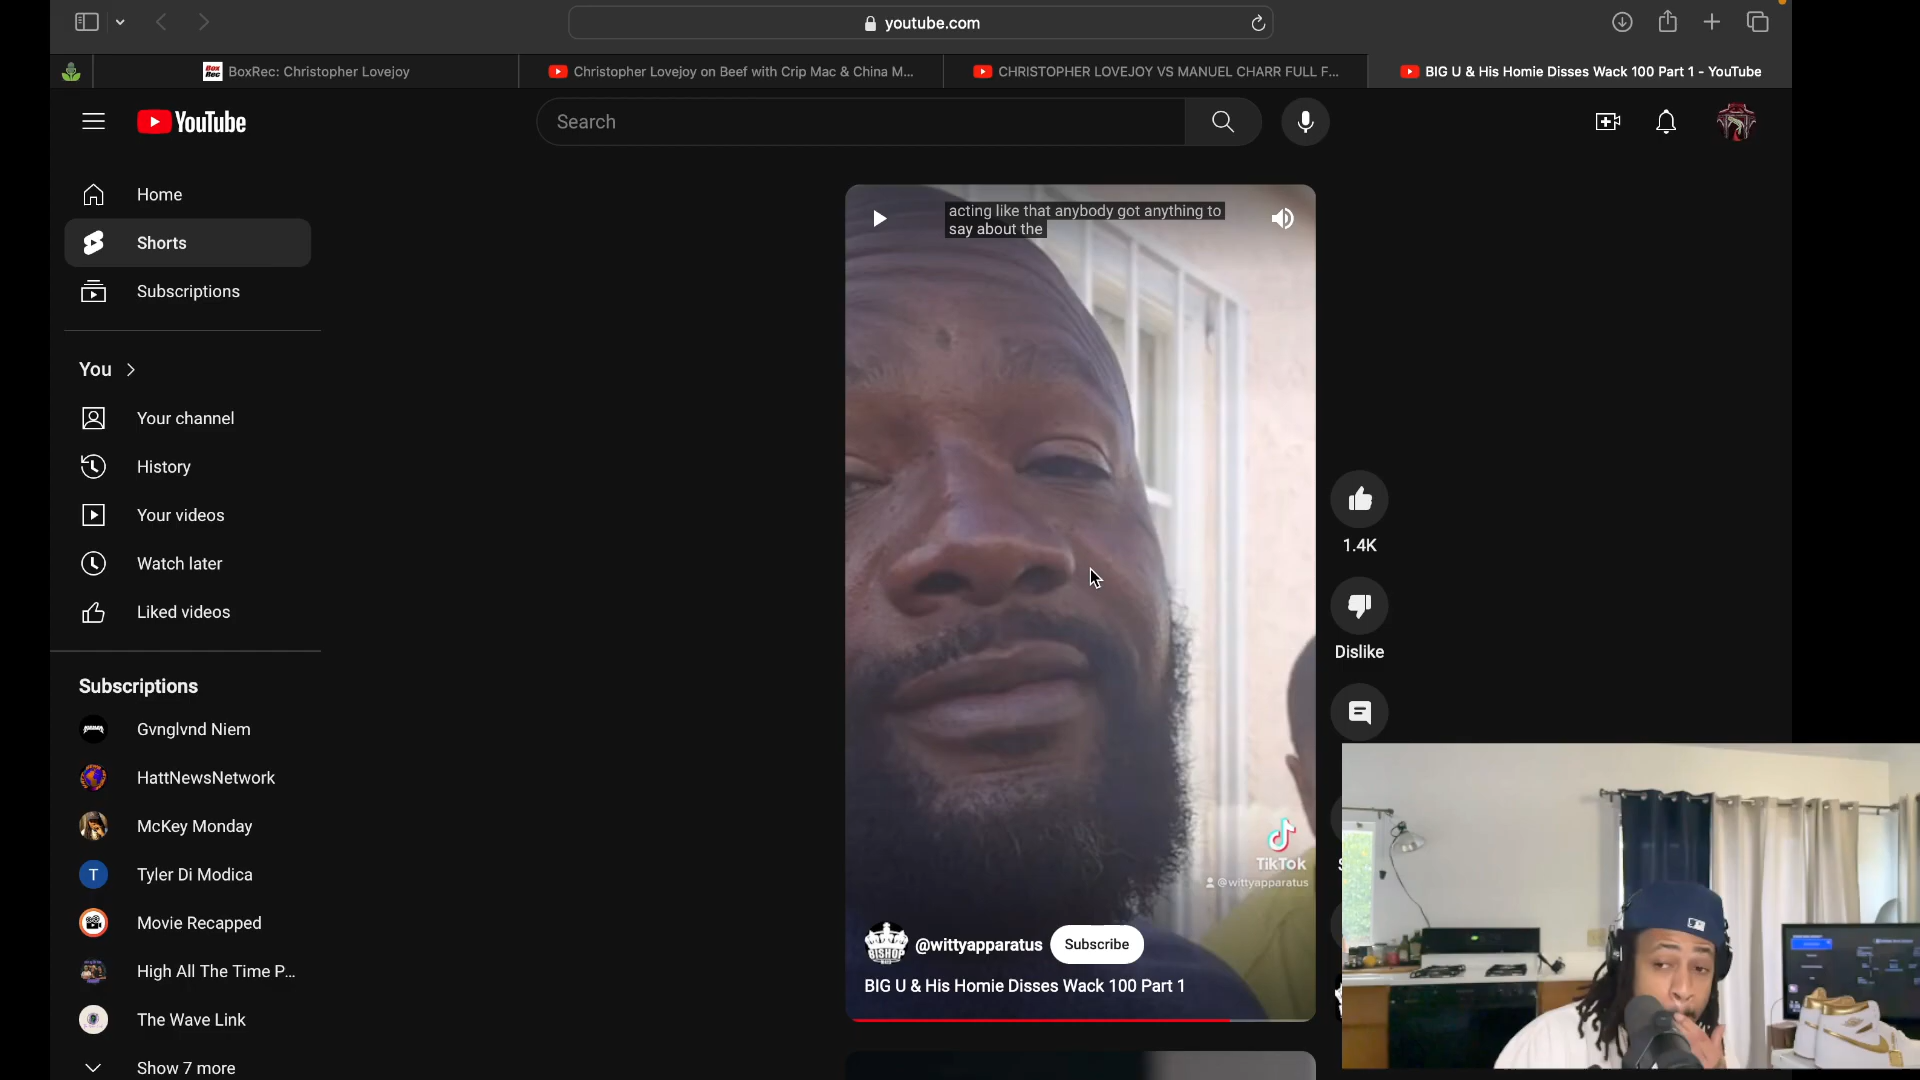 youtube.com
BoxRec: Christopher Lovejoy
Christopher Lovejoy on Beef with Crip Mac & China M...
CHRISTOPHER LOVEJOY VS MANUEL CHARR FULL F...
BIG U & His Homie Disses Wack 100 Part 1 - YouTube
YouTube
Search
Home
Shorts
Subscriptions
You
Your channel
History
Your videos
Watch later
Liked videos
Subscriptions
Gvnglvnd Niem
HattNewsNetwork
McKey Monday
T
Tyler Di Modica
Movie Recapped
High All The Time P...
The Wave Link
Show 7 more
acting like that anybody got anything to
say about the
TikTok
@wittyapparatus
BISHOP
@wittyapparatus
Subscribe
BIG U & His Homie Disses Wack 100 Part 1
1.4K
Dislike